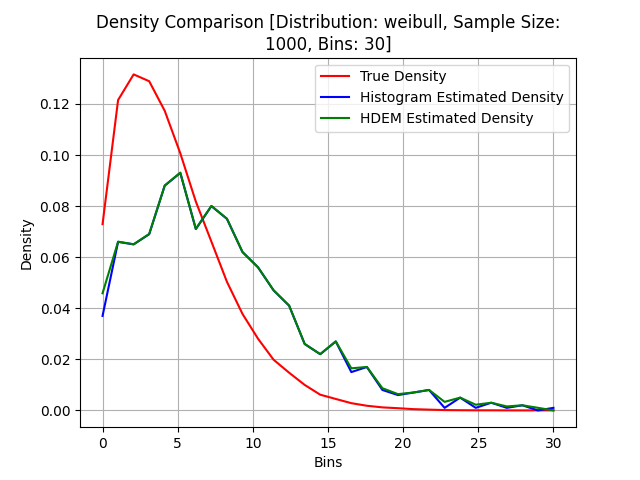 Density Comparison [Distribution: weibull, Sample Size:
1000, Bins: 30]
True Density
Histogram Estimated Density
HDEM Estimated Density
Density
0.12
0.10
0.08
0.06
0.04
0.02
0.00
0 5 10 15 20 25 30
Bins